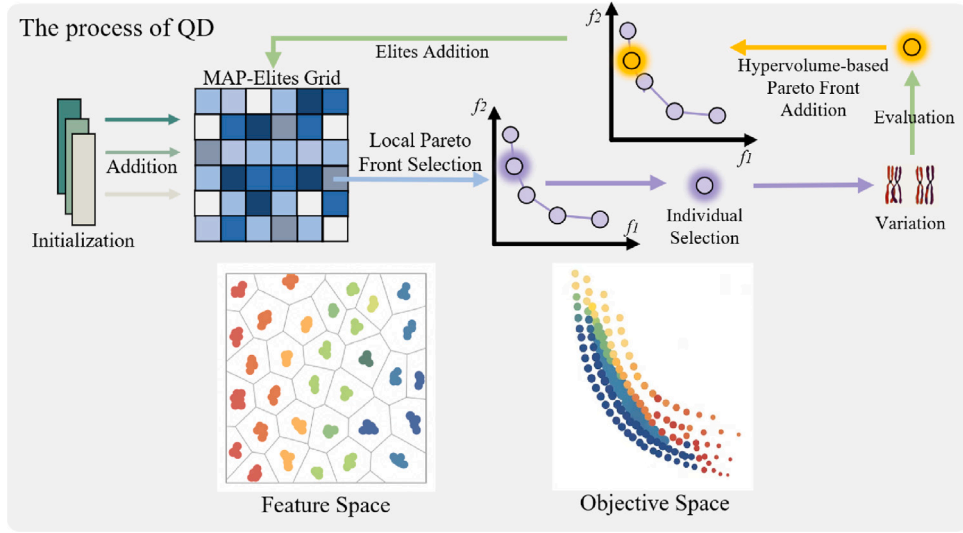 The process of QD
Elites Addition
MAP-Elites Grid
Addition
Initialization
Local Pareto
Front Selection
f2
f1
Individual
Selection
Variation
Evaluation
Hypervolume-based
Pareto Front
Addition
f2
f1
Feature Space
Objective Space